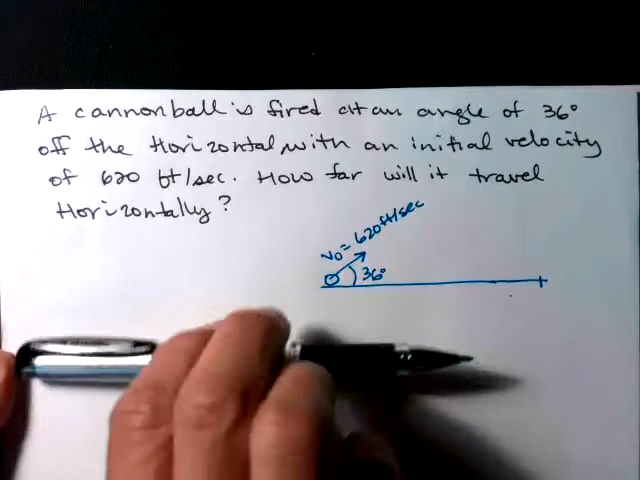 A cannonball is fired at an angle of 36°
off the Horizontal, with an initial velocity
of 620 ft/sec. How far will it travel
Horizontally?
v₀ = 620 ft/sec
36°